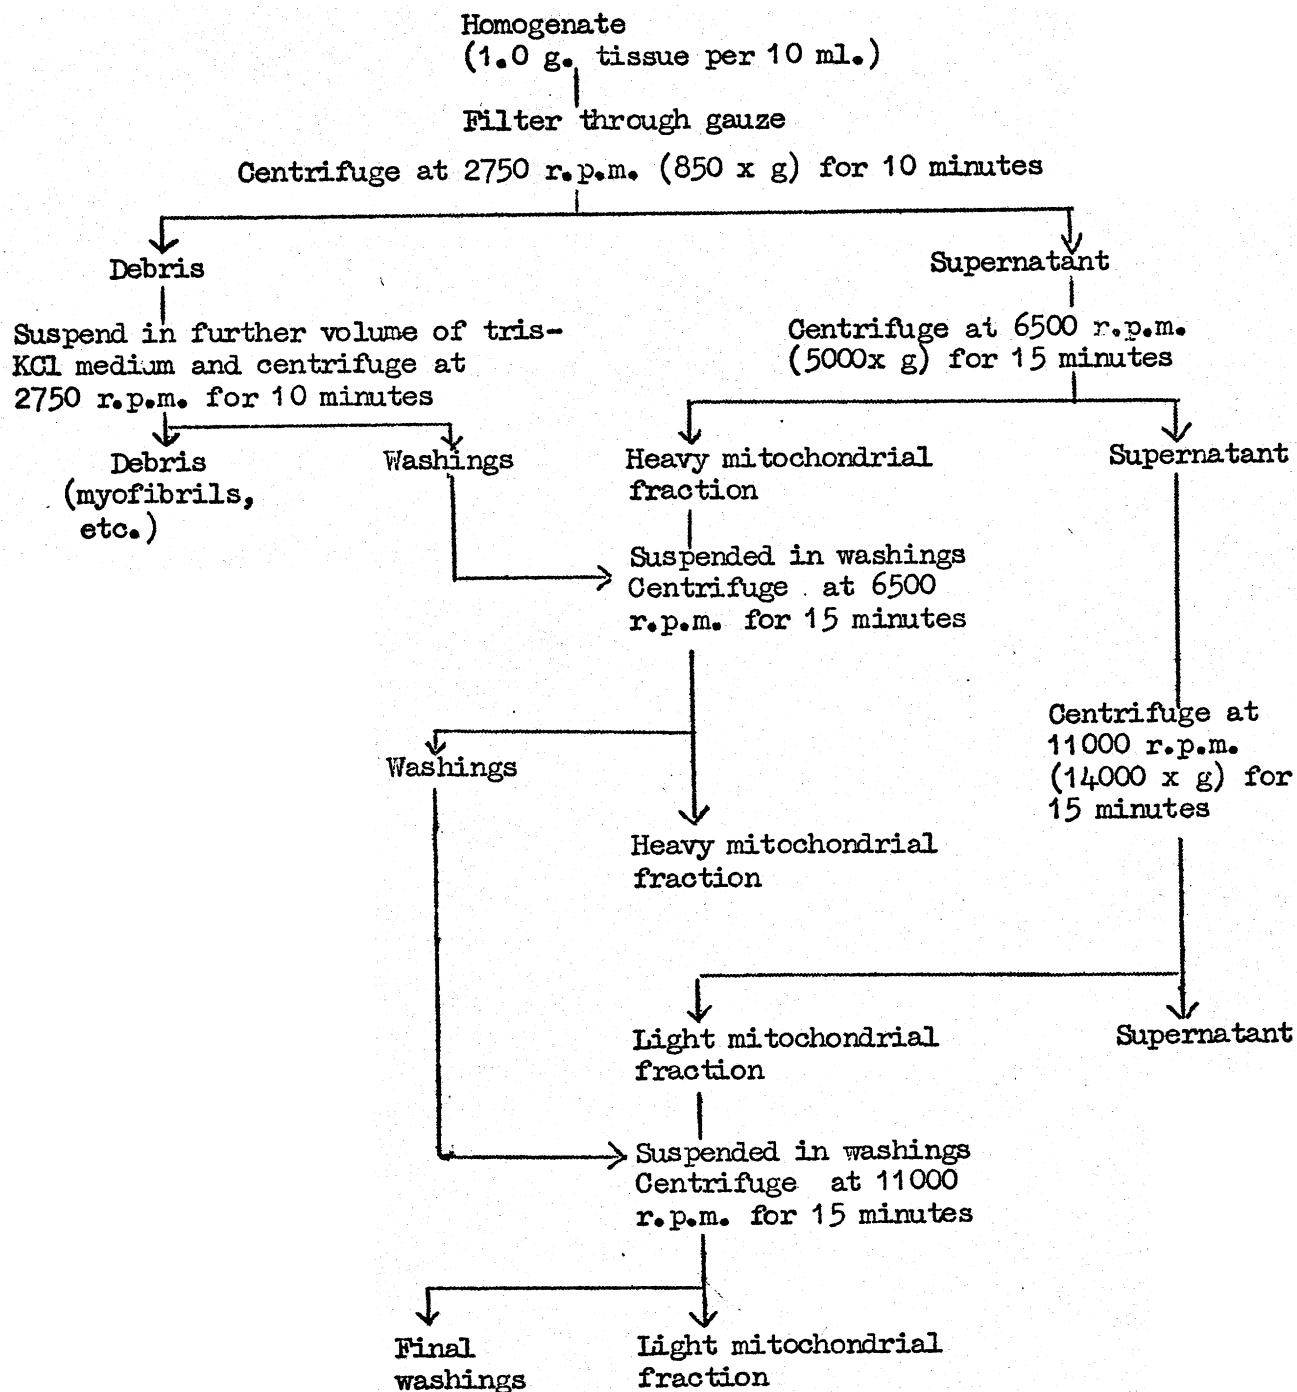 Homogenate
(1.0 g. tissue per 10 ml.)
Filter through gauze
Centrifuge at 2750 r.p.m. (850 x g) for 10 minutes
Debris
Supernatant
Suspend in further volume of tris-
KCl medium and centrifuge at
2750 r.p.m. for 10 minutes
Centrifuge at 6500 r.p.m.
(5000x g) for 15 minutes
Debris
(myofibrils,
etc.)
Washings
Heavy mitochondrial
fraction
Supernatant
Suspended in washings
Centrifuge at 6500
r.p.m. for 15 minutes
Centrifuge at
11000 r.p.m.
(14000 x g) for
15 minutes
Washings
Heavy mitochondrial
fraction
Light mitochondrial
fraction
Supernatant
Suspended in washings
Centrifuge at 11000
r.p.m. for 15 minutes
Final
washings
Light mitochondrial
fraction